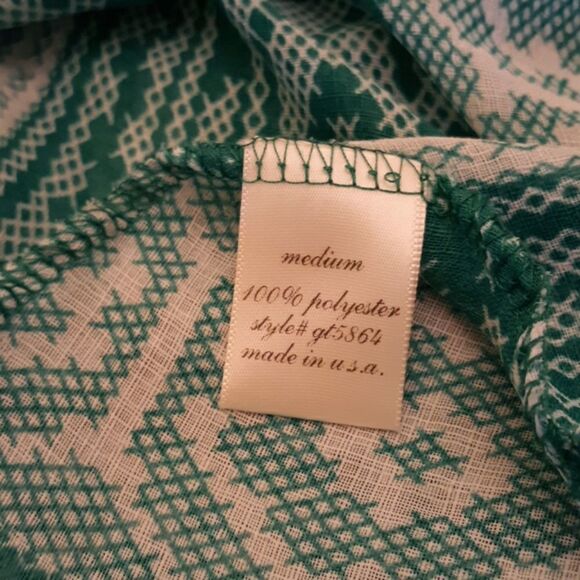 medium
100% polyester
style# gt5864
made in u.s.a.